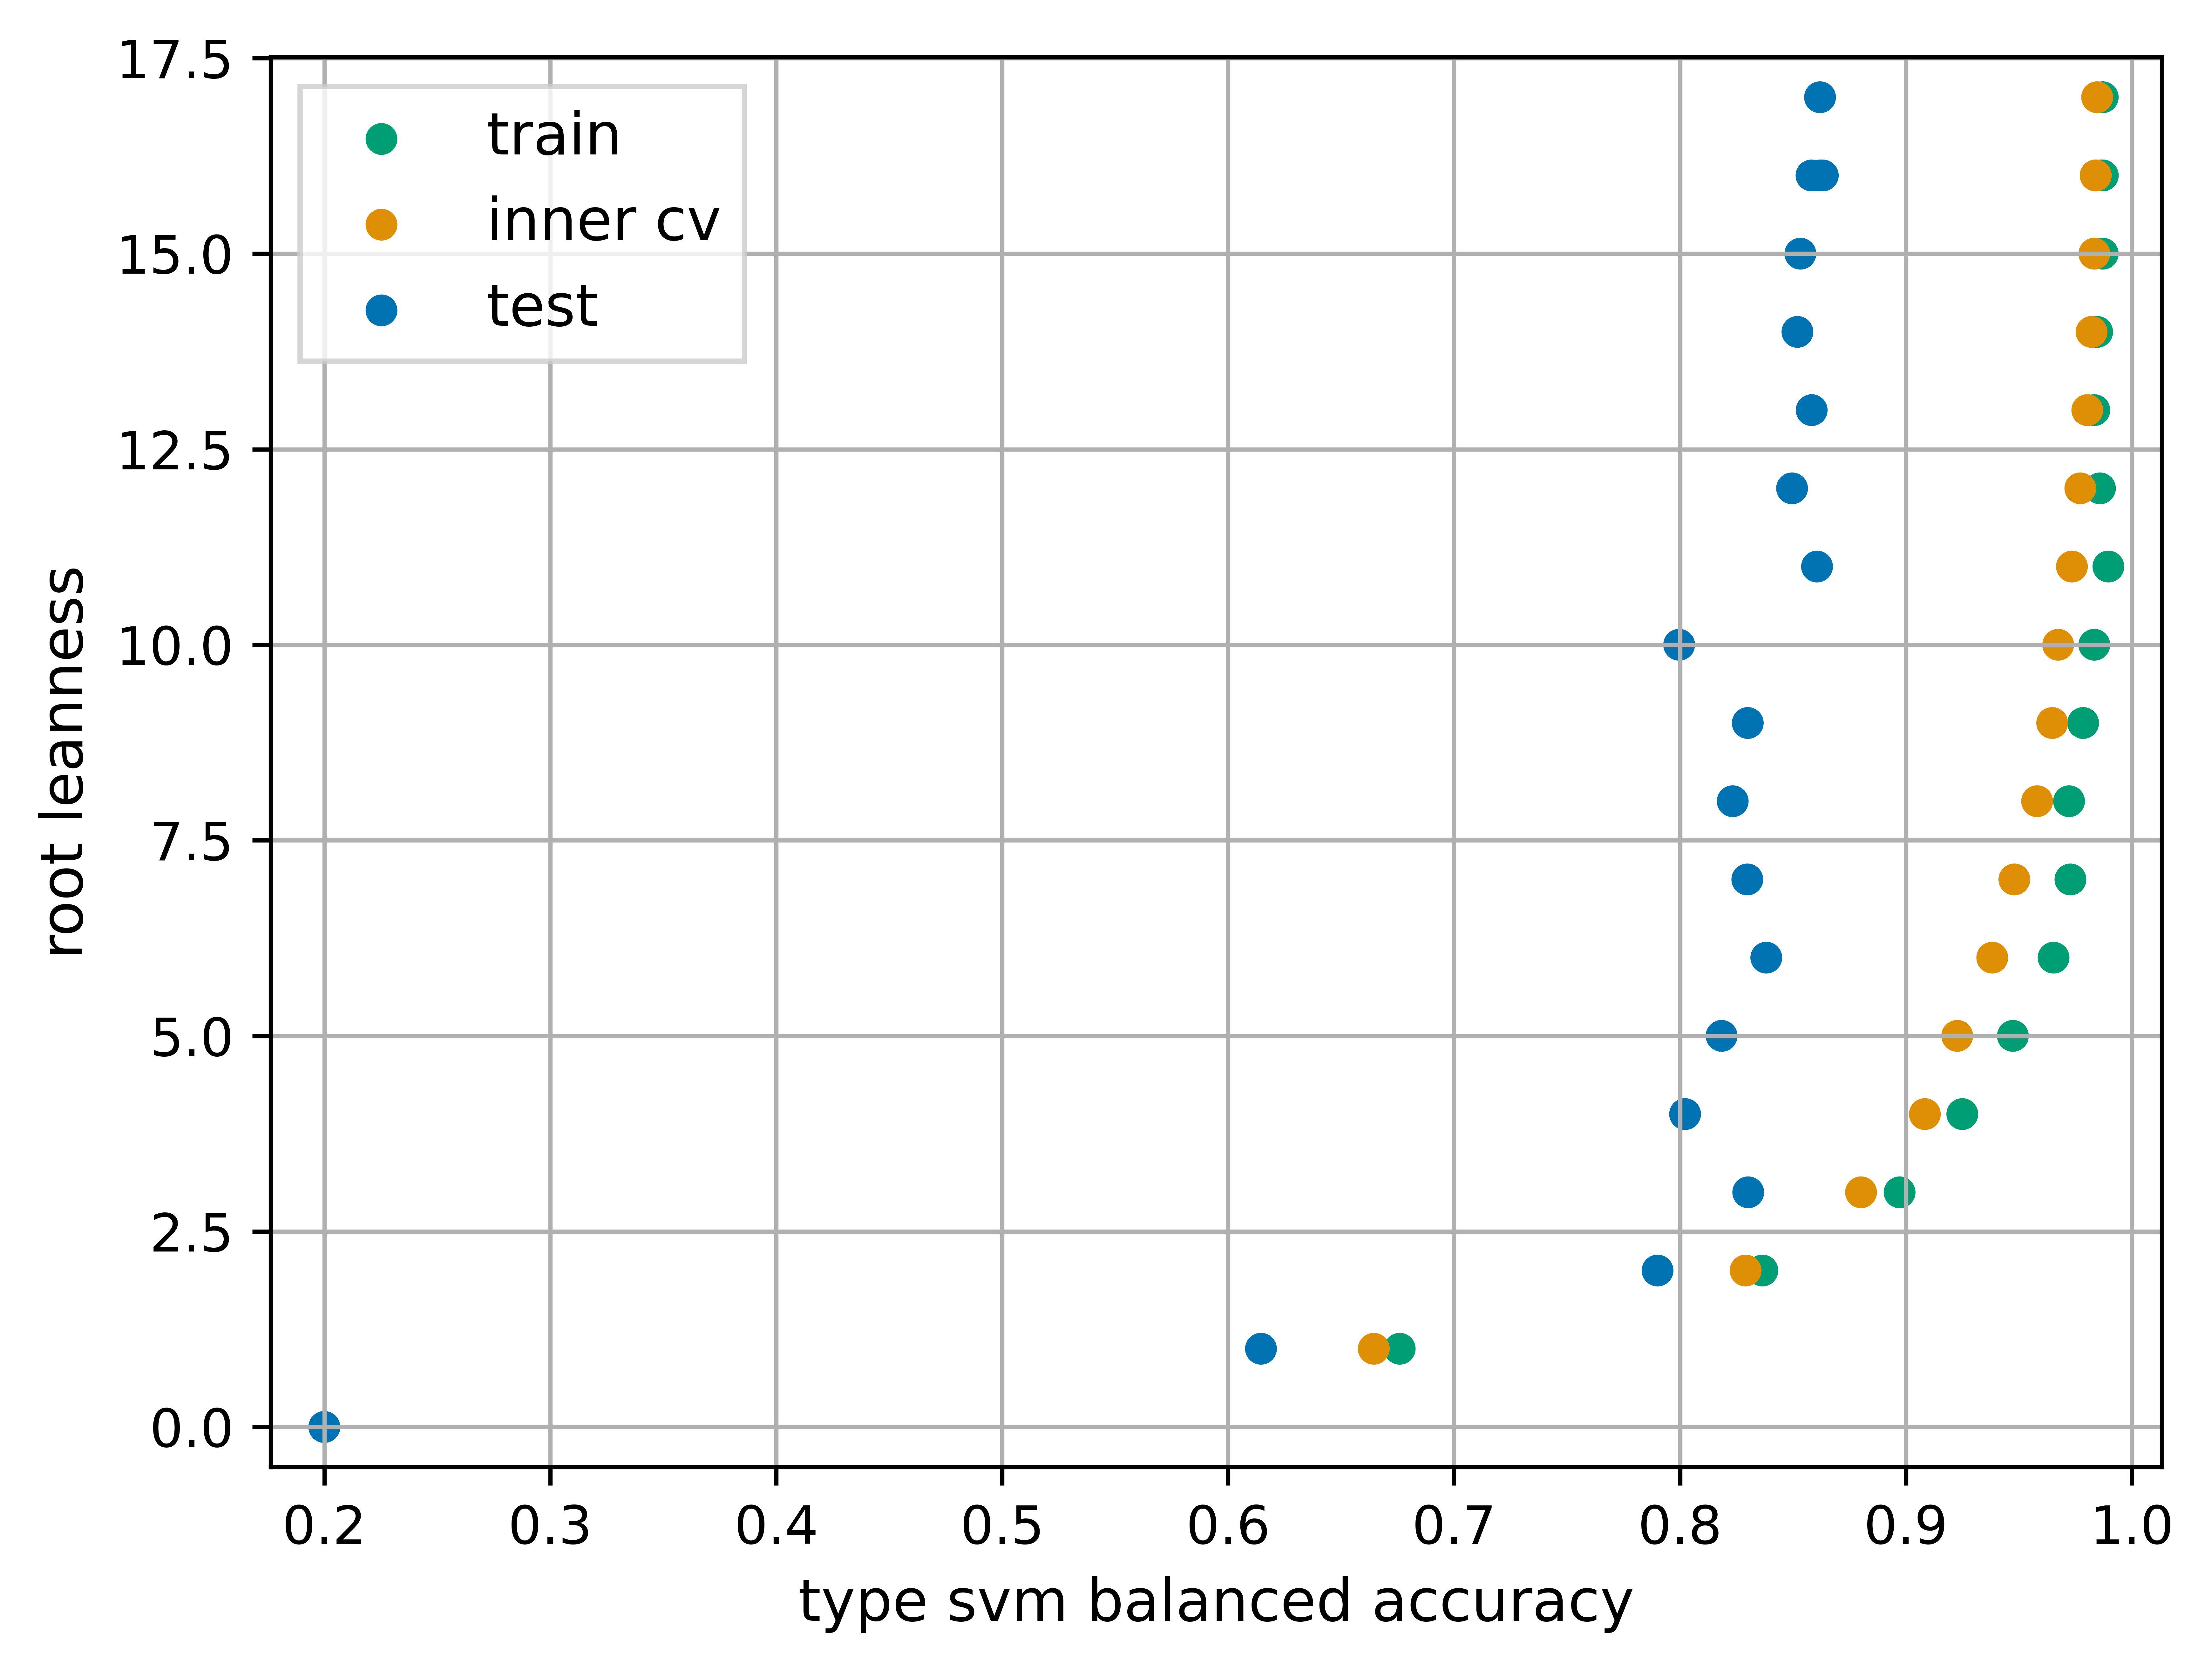 17.5
15.0
12.5
10.0
7.5
5.0
2.5
0.0
root leanness
train
inner cv
test
0.2 0.3 0.4 0.5 0.6 0.7 0.8 0.9 1.0
type svm balanced accuracy